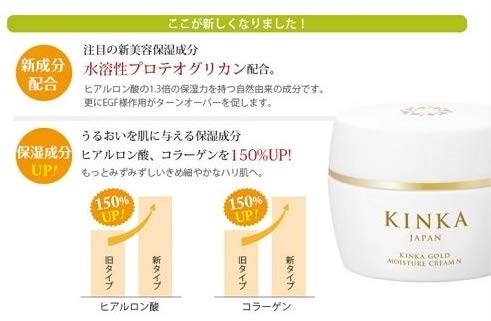 ここが新しくなりました！
新成分
配合
注目の新美容保湿成分
水溶性プロテオグリカン配合。
ヒアルロン酸の1.3倍の保湿力を持つ自然由来の成分です。
更にEGF様作用がターンオーバーを促します。
保湿成分
UP!
うるおいを肌に与える保湿成分
ヒアルロン酸、コラーゲンを150%UP!
もっとみずみずしいきめ細やかなハリ肌へ。
150%
UP!
旧タイプ
新タイプ
ヒアルロン酸
150%
UP!
旧タイプ
新タイプ
コラーゲン
KINKA
JAPAN
KINKA GOLD
MOISTURE CREAM N